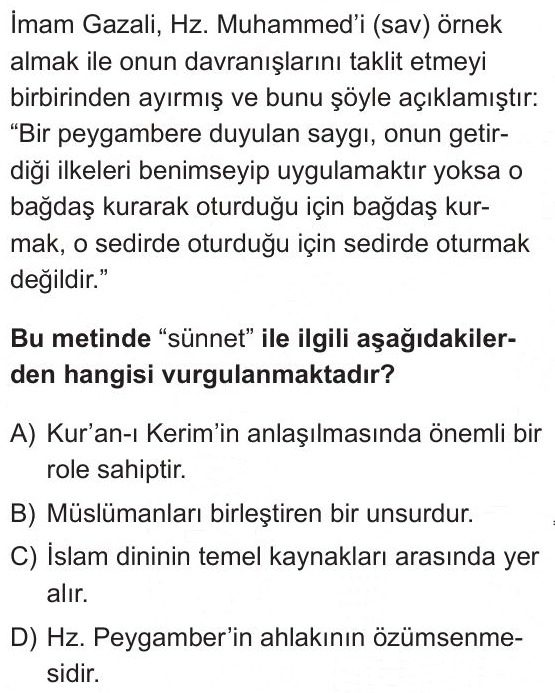 İmam Gazali, Hz. Muhammed’i (sav) örnek
almak ile onun davranışlarını taklit etmeyi
birbirinden ayırmış ve bunu şöyle açıklamıştır:
“Bir peygambere duyulan saygı, onun getir-
diği ilkeleri benimseyip uygulamaktır yoksa o
bağdaş kurarak oturduğu için bağdaş kur-
mak, o sedirde oturduğu için sedirde oturmak
değildir.”
Bu metinde “sünnet” ile ilgili aşağıdakiler-
den hangisi vurgulanmaktadır?
A) Kur’an-ı Kerim’in anlaşılmasında önemli bir
role sahiptir.
B) Müslümanları birleştiren bir unsurdur.
C) İslam dininin temel kaynakları arasında yer
alır.
D) Hz. Peygamber’in ahlakının özümsenme-
sidir.